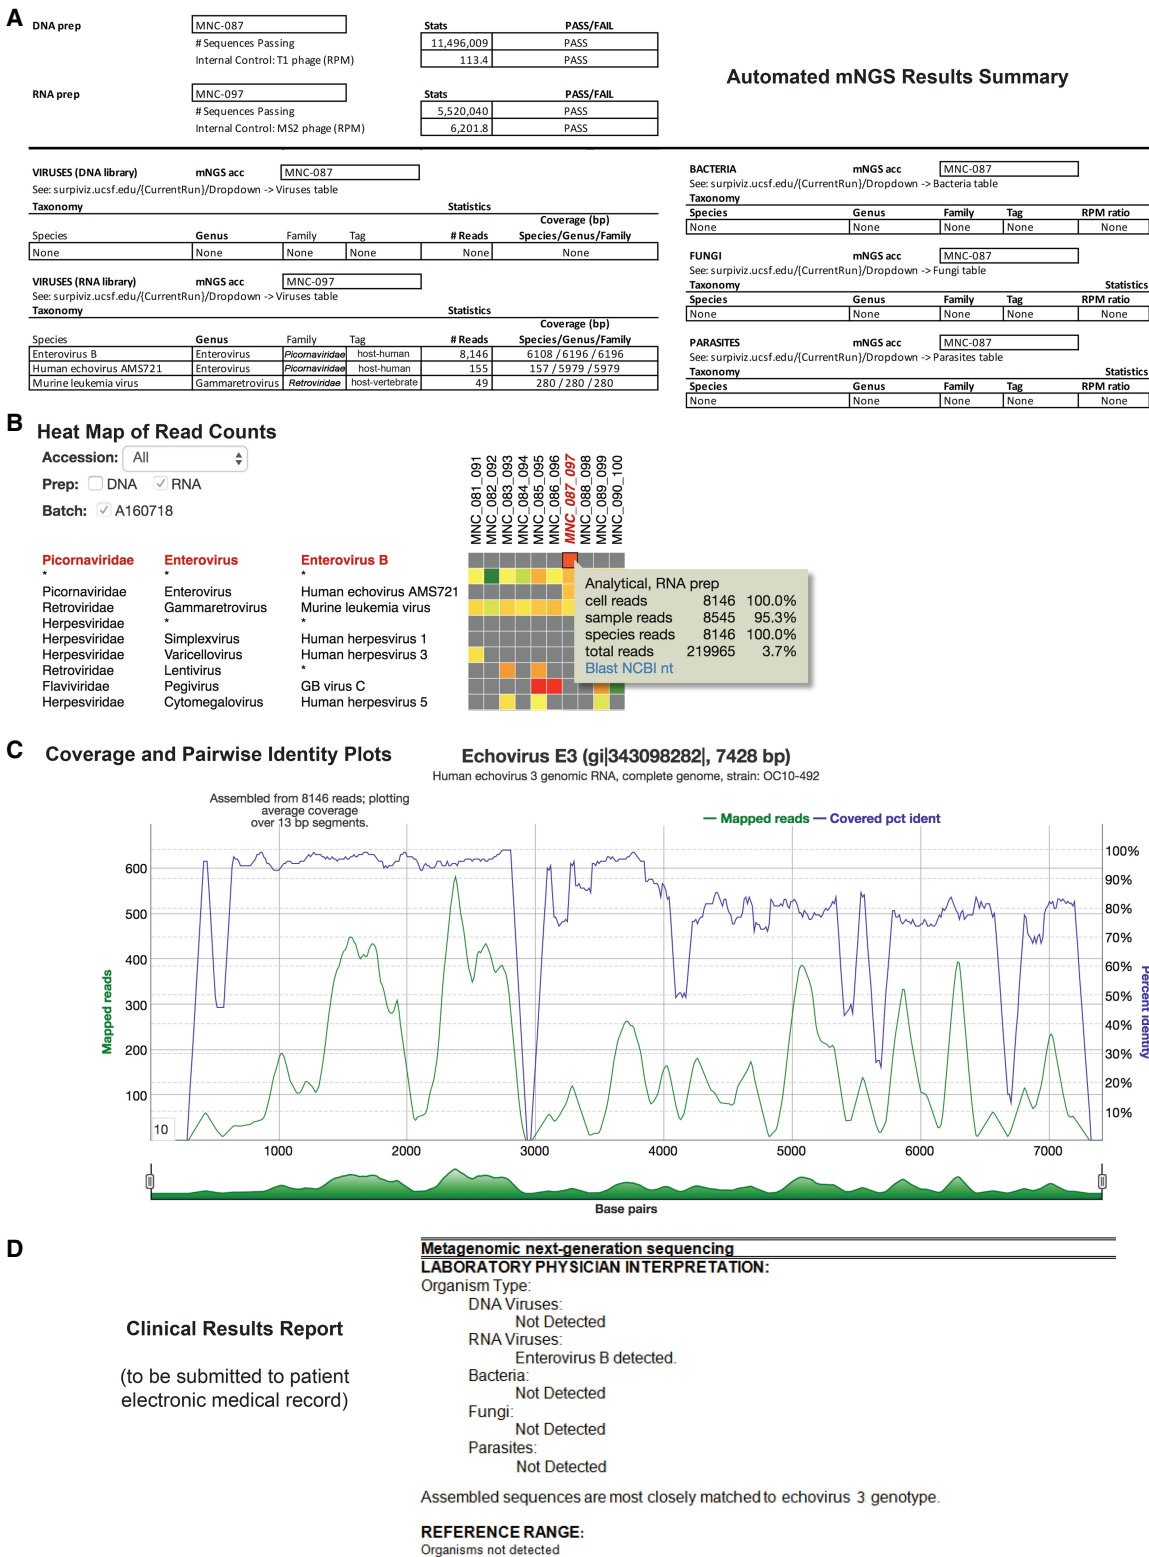 A
DNA prep MNC-087 Stats PASS/FAIL
# Sequences Passing 11,496,009 PASS
Internal Control: T1 phage (RPM) 113.4 PASS
Automated mNGS Results Summary
RNA prep MNC-097 Stats PASS/FAIL
# Sequences Passing 5,520,040 PASS
Internal Control: MS2 phage (RPM) 6,201.8 PASS
VIRUSES (DNA library) mNGS acc MNC-087
See: surpiviz.ucsf.edu/{CurrentRun}/Dropdown -> Viruses table
Taxonomy Statistics
Coverage (bp)
Species Genus Family Tag # Reads Species/Genus/Family
None None None None None None
VIRUSES (RNA library) mNGS acc MNC-097
See: surpiviz.ucsf.edu/{CurrentRun}/Dropdown -> Viruses table
Taxonomy Statistics
Coverage (bp)
Species Genus Family Tag # Reads Species/Genus/Family
Enterovirus B Enterovirus Picornaviridae host-human 8,146 6108 / 6196 / 6196
Human echovirus AMS721 Enterovirus Picornaviridae host-human 155 157 / 5979 / 5979
Murine leukemia virus Gammaretrovirus Retroviridae host-vertebrate 49 280 / 280 / 280
BACTERIA mNGS acc MNC-087
See: surpiviz.ucsf.edu/{CurrentRun}/Dropdown -> Bacteria table
Taxonomy
Species Genus Family Tag RPM ratio
None None None None None
FUNGI mNGS acc MNC-087
See: surpiviz.ucsf.edu/{CurrentRun}/Dropdown -> Fungi table
Taxonomy Statistics
Species Genus Family Tag RPM ratio
None None None None None
PARASITES mNGS acc MNC-087
See: surpiviz.ucsf.edu/{CurrentRun}/Dropdown -> Parasites table
Taxonomy Statistics
Species Genus Family Tag RPM ratio
None None None None None
B
Heat Map of Read Counts
Accession: All
Prep: DNA RNA
Batch: A160718
MNC_081_091
MNC_082_092
MNC_083_093
MNC_084_094
MNC_085_095
MNC_086_096
MNC_087_097
MNC_088_098
MNC_089_099
MNC_090_100
Picornaviridae Enterovirus Enterovirus B
* * *
Picornaviridae Enterovirus Human echovirus AMS721
Retroviridae Gammaretrovirus Murine leukemia virus
Herpesviridae * *
Herpesviridae Simplexvirus Human herpesvirus 1
Herpesviridae Varicellovirus Human herpesvirus 3
Retroviridae Lentivirus *
Flaviviridae Pegivirus GB virus C
Herpesviridae Cytomegalovirus Human herpesvirus 5
Analytical, RNA prep
cell reads 8146 100.0%
sample reads 8545 95.3%
species reads 8146 100.0%
total reads 219965 3.7%
Blast NCBI nt
C
Coverage and Pairwise Identity Plots
Echovirus E3 (gi|343098282|, 7428 bp)
Human echovirus 3 genomic RNA, complete genome, strain: OC10-492
Assembled from 8146 reads; plotting
average coverage
over 13 bp segments.
Mapped reads Covered pct ident
Mapped reads
600
500
400
300
200
100
10
100%
90%
80%
70%
60%
50%
40%
30%
20%
10%
Percent identity
1000 2000 3000 4000 5000 6000 7000
Base pairs
D
Clinical Results Report
(to be submitted to patient
electronic medical record)
Metagenomic next-generation sequencing
LABORATORY PHYSICIAN INTERPRETATION:
Organism Type:
DNA Viruses:
Not Detected
RNA Viruses:
Enterovirus B detected.
Bacteria:
Not Detected
Fungi:
Not Detected
Parasites:
Not Detected
Assembled sequences are most closely matched to echovirus 3 genotype.
REFERENCE RANGE:
Organisms not detected